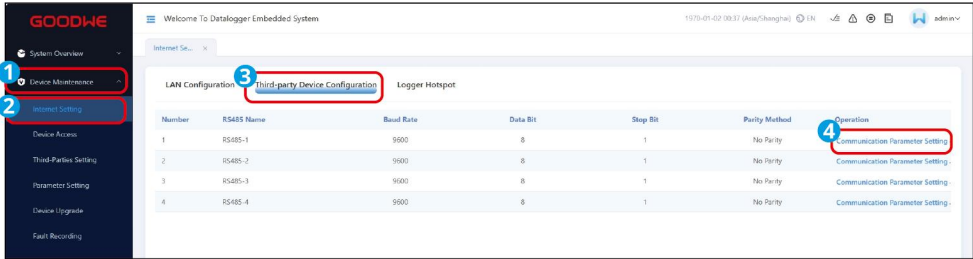 GOODWE
Welcome To Datalogger Embedded System
1970-01-02 00:37 (Asia/Shanghai) EN
admin
System Overview
Internet Se... ×
1
Device Maintenance
2
Internet Setting
Device Access
Third-Parties Setting
Parameter Setting
Device Upgrade
Fault Recording
LAN Configuration
3
Third-party Device Configuration
Logger Hotspot
Number RS485 Name Baud Rate Data Bit Stop Bit Parity Method Operation
4
1 RS485-1 9600 8 1 No Parity Communication Parameter Setting
2 RS485-2 9600 8 1 No Parity Communication Parameter Setting
3 RS485-3 9600 8 1 No Parity Communication Parameter Setting
4 RS485-4 9600 8 1 No Parity Communication Parameter Setting